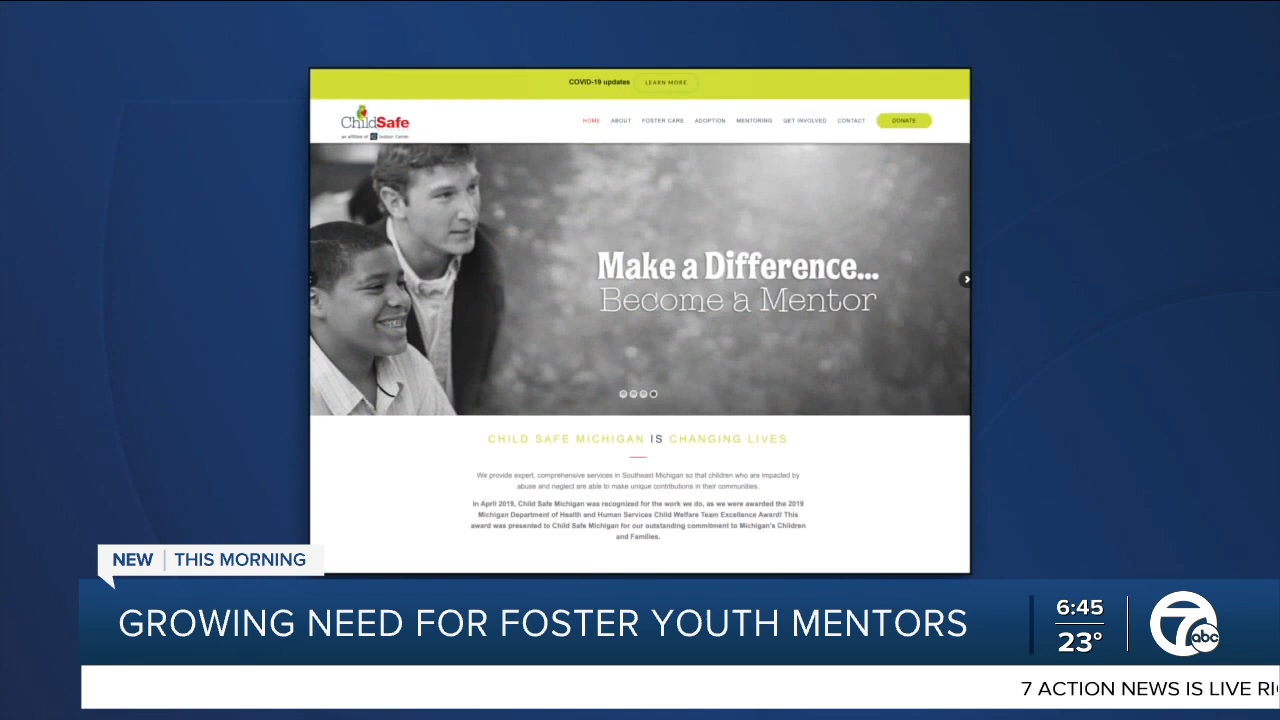 COVID-19 updates LEARN MORE
ChildSafe
HOME ABOUT FOSTER CARE ADOPTION MENTORING GET INVOLVED CONTACT DONATE
an affiliate of
Make a Difference...
Become a Mentor
CHILD SAFE MICHIGAN IS CHANGING LIVES
We provide expert, comprehensive services in Southeast Michigan so that children who are impacted by
abuse and neglect are able to make unique contributions in their communities.
In April 2019, Child Safe Michigan was recognized for the work we do, as we were awarded the 2019
Michigan Department of Health and Human Services Child Welfare Team Excellence Award! This
award was presented to Child Safe Michigan for our outstanding commitment to Michigan's Children
and Families.
NEW THIS MORNING
GROWING NEED FOR FOSTER YOUTH MENTORS
6:45
23°
7 abc
7 ACTION NEWS IS LIVE RI